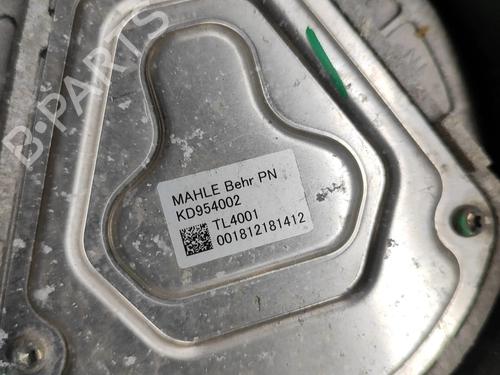 B-PARTS
MAHLE Behr PN
KD954002
TL4001
001812181412